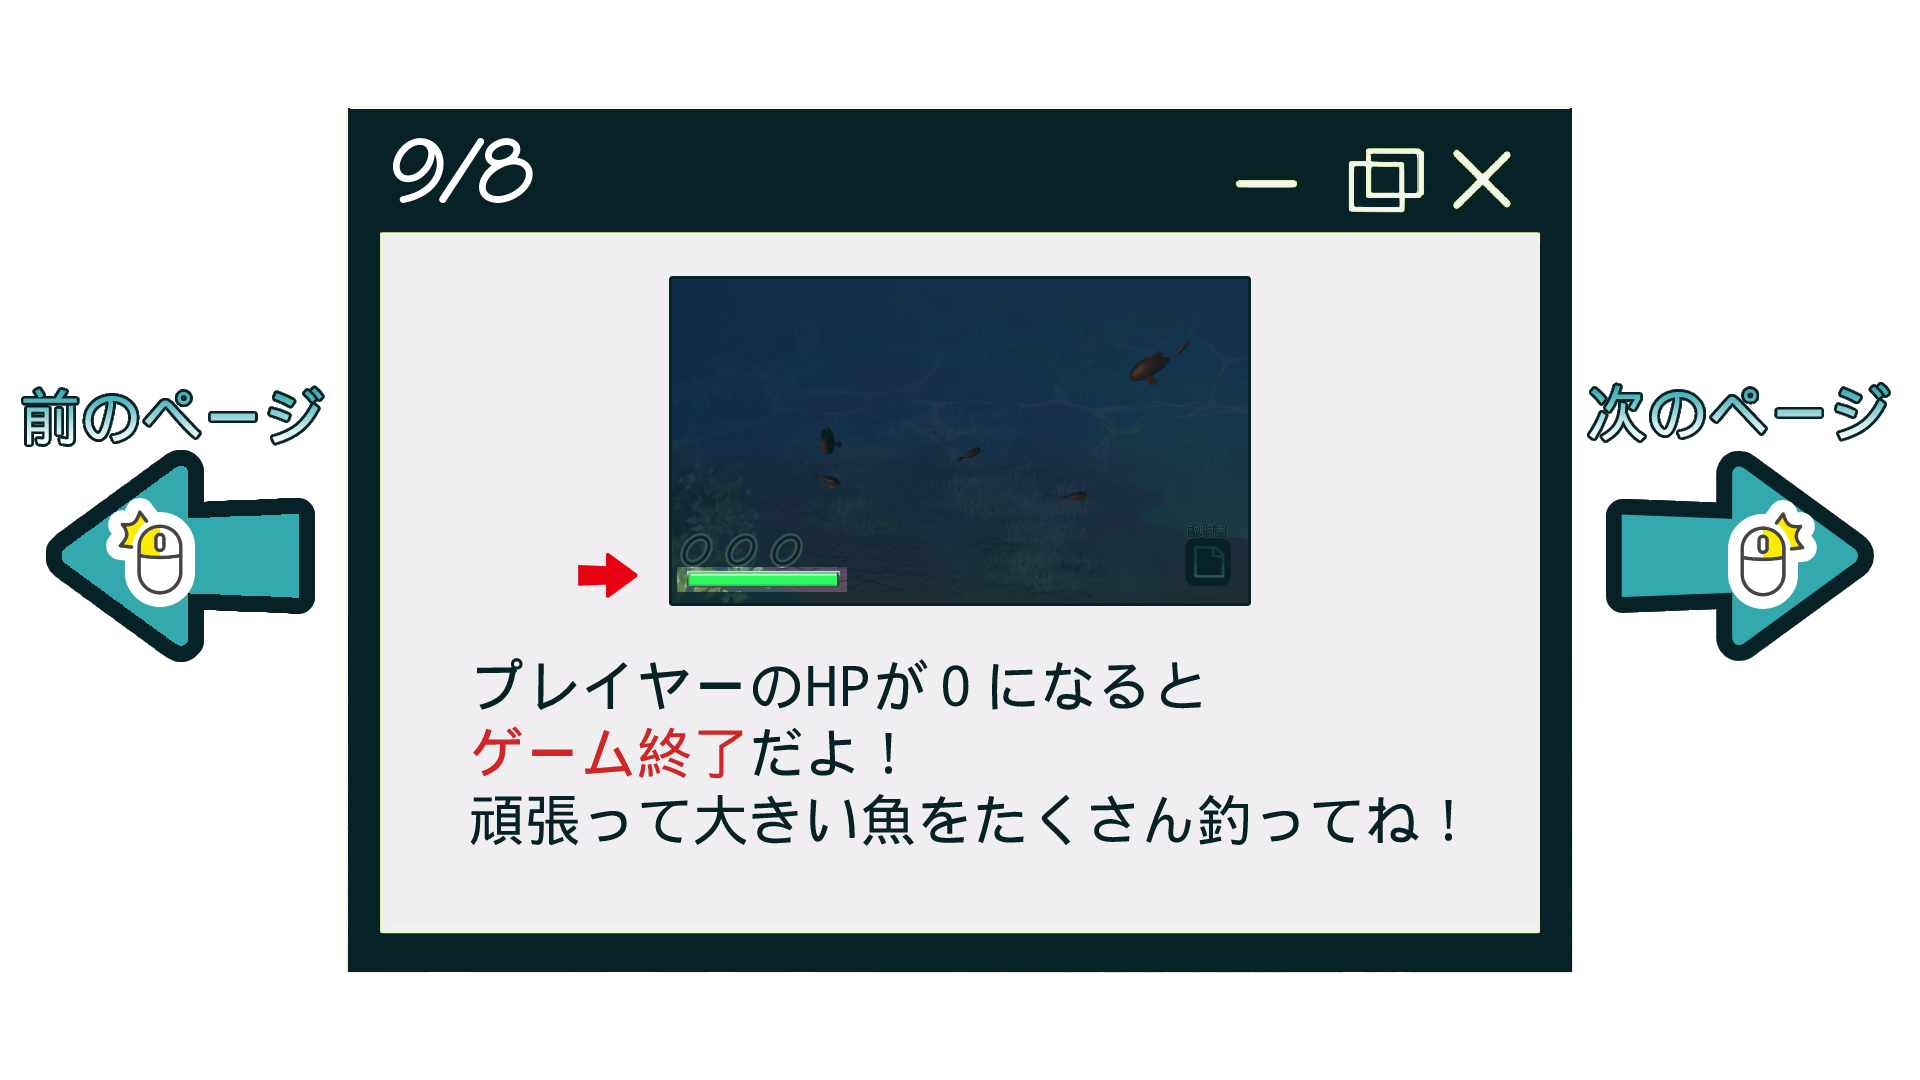 9/8
前のページ
次のページ
プレイヤーのHPが０になると
ゲーム終了だよ！
頑張って大きい魚をたくさん釣ってね！